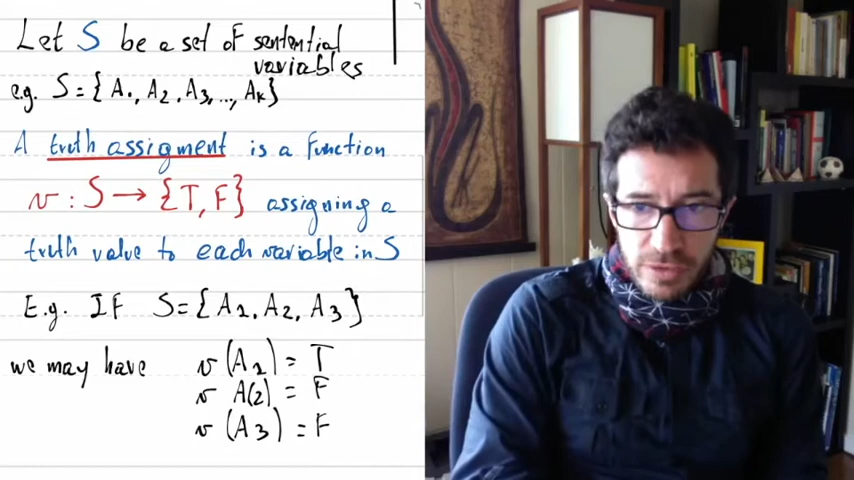 Let S be a set of sentential
variables
e.g. S = { A1, A2, A3, ..., Ak }
A truth assigment is a function
v : S → {T, F} assigning a
truth value to each variable in S
E.g. IF S = { A1, A2, A3 }
we may have v (A1) = T
v A(2) = F
v (A3) = F